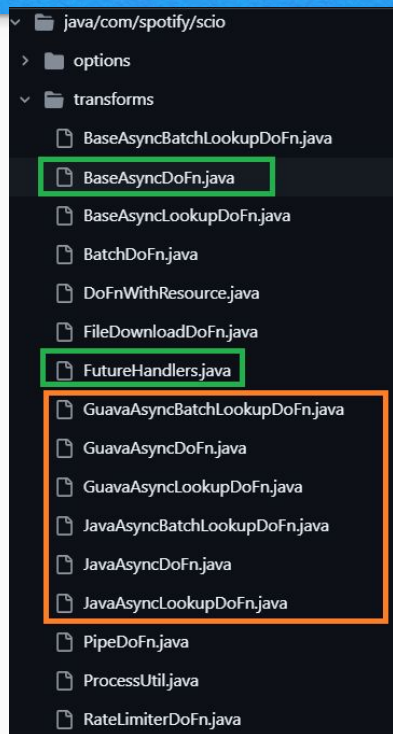 java/com/spotify/scio
options
transforms
BaseAsyncBatchLookupDoFn.java
BaseAsyncDoFn.java
BaseAsyncLookupDoFn.java
BatchDoFn.java
DoFnWithResource.java
FileDownloadDoFn.java
FutureHandlers.java
GuavaAsyncBatchLookupDoFn.java
GuavaAsyncDoFn.java
GuavaAsyncLookupDoFn.java
JavaAsyncBatchLookupDoFn.java
JavaAsyncDoFn.java
JavaAsyncLookupDoFn.java
PipeDoFn.java
ProcessUtil.java
RateLimiterDoFn.java